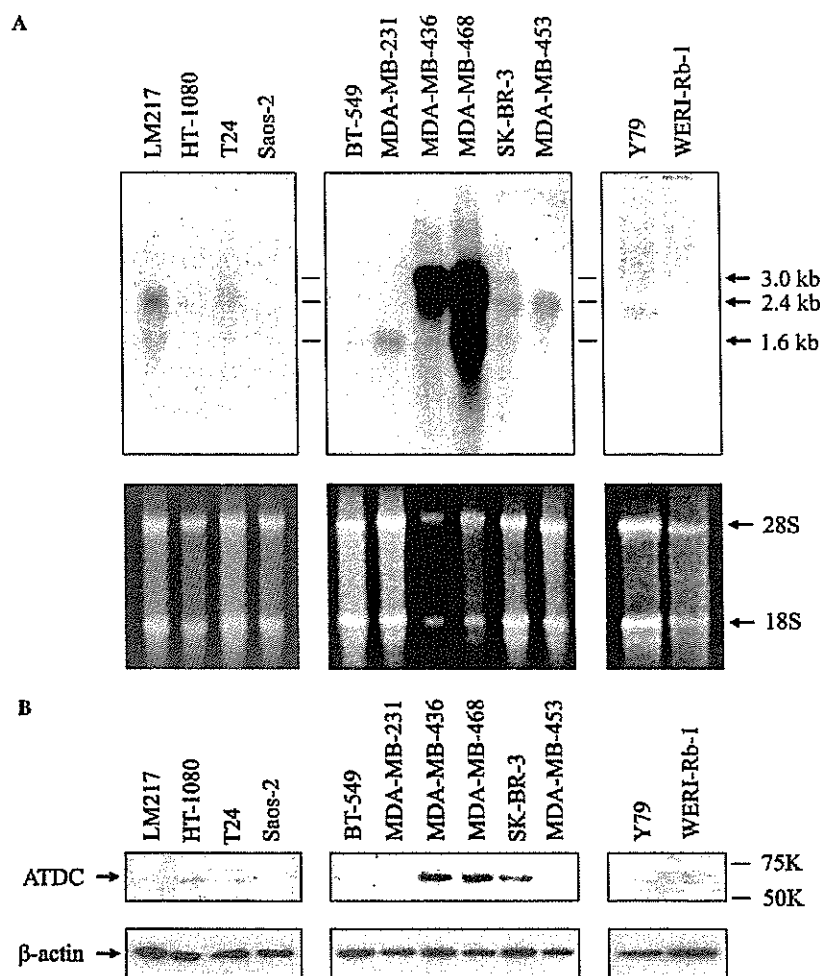 A
LM217
HT-1080
T24
Saos-2
BT-549
MDA-MB-231
MDA-MB-436
MDA-MB-468
SK-BR-3
MDA-MB-453
Y79
WERI-Rb-1
3.0 kb
2.4 kb
1.6 kb
28S
18S
B
LM217
HT-1080
T24
Saos-2
BT-549
MDA-MB-231
MDA-MB-436
MDA-MB-468
SK-BR-3
MDA-MB-453
Y79
WERI-Rb-1
ATDC
75K
50K
β-actin